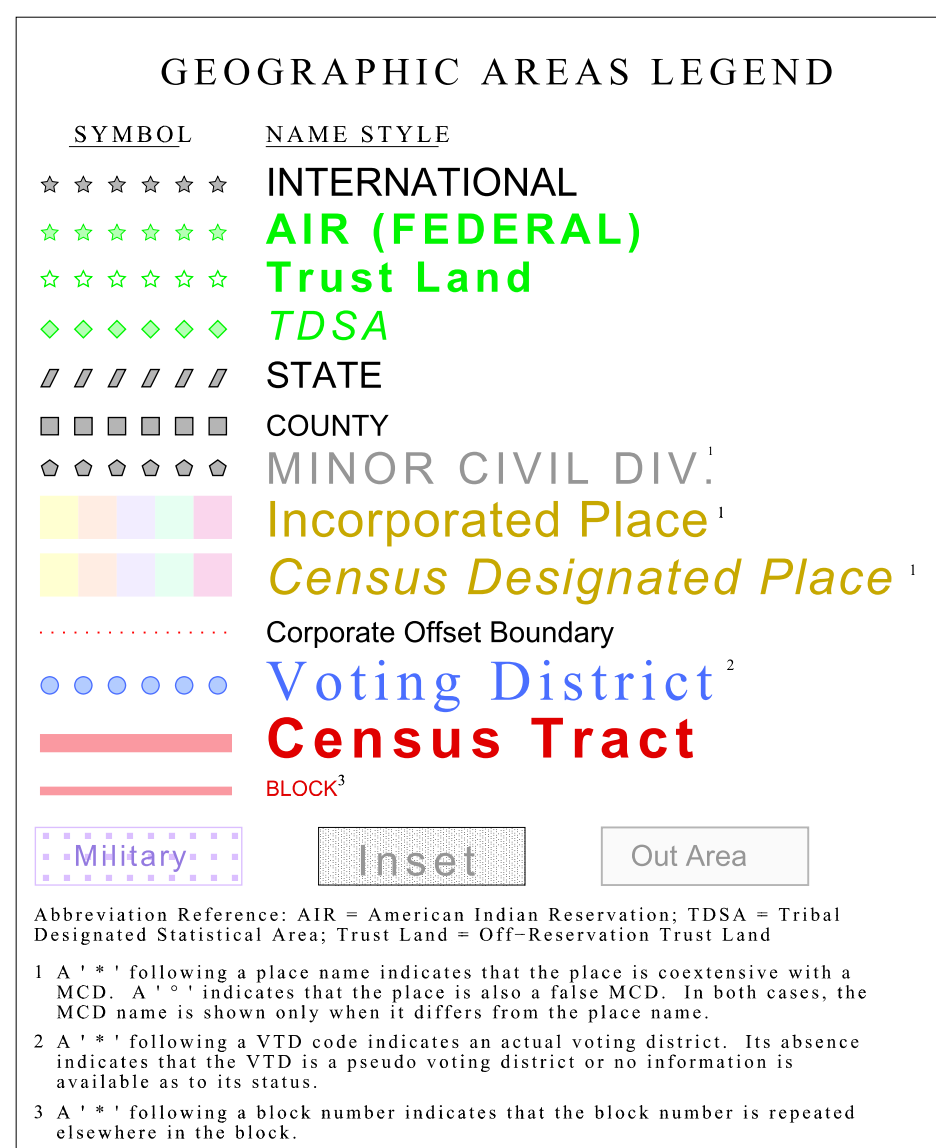 GEOGRAPHIC AREAS LEGEND
SYMBOL NAME STYLE
INTERNATIONAL
AIR (FEDERAL)
Trust Land
TDSA
STATE
COUNTY
MINOR CIVIL DIV.1
Incorporated Place 1
Census Designated Place 1
Corporate Offset Boundary
Voting District 2
Census Tract
BLOCK3
Military Inset Out Area
Abbreviation Reference: AIR = American Indian Reservation; TDSA = Tribal
Designated Statistical Area; Trust Land = Off−Reservation Trust Land
1 A ' * ' following a place name indicates that the place is coextensive with a
MCD. A ' ° ' indicates that the place is also a false MCD. In both cases, the
MCD name is shown only when it differs from the place name.
2 A ' * ' following a VTD code indicates an actual voting district. Its absence
indicates that the VTD is a pseudo voting district or no information is
available as to its status.
3 A ' * ' following a block number indicates that the block number is repeated
elsewhere in the block.